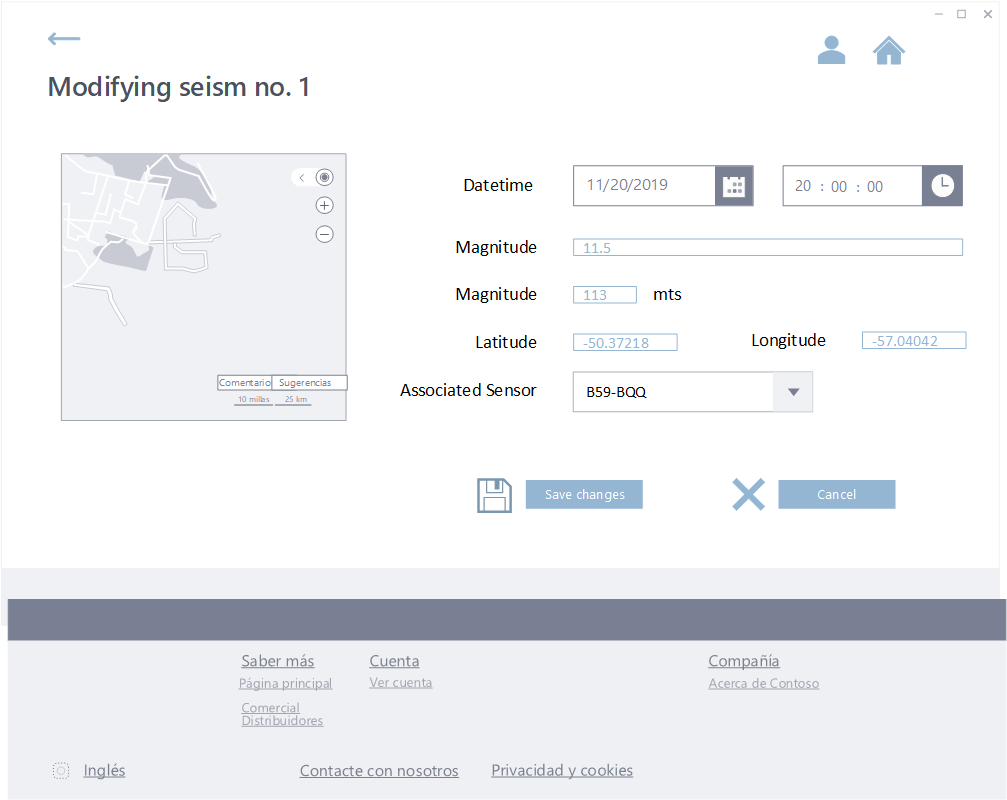 Modifying seism no. 1
Datetime 11/20/2019 20 : 00 : 00
Magnitude 11.5
Magnitude 113 mts
Latitude -50.37218 Longitude -57.04042
Associated Sensor B59-BQQ
Comentario Sugerencias
10 millas 25 km
Save changes Cancel
Saber más Cuenta Compañía
Página principal Ver cuenta Acerca de Contoso
Comercial
Distribuidores
Inglés Contacte con nosotros Privacidad y cookies